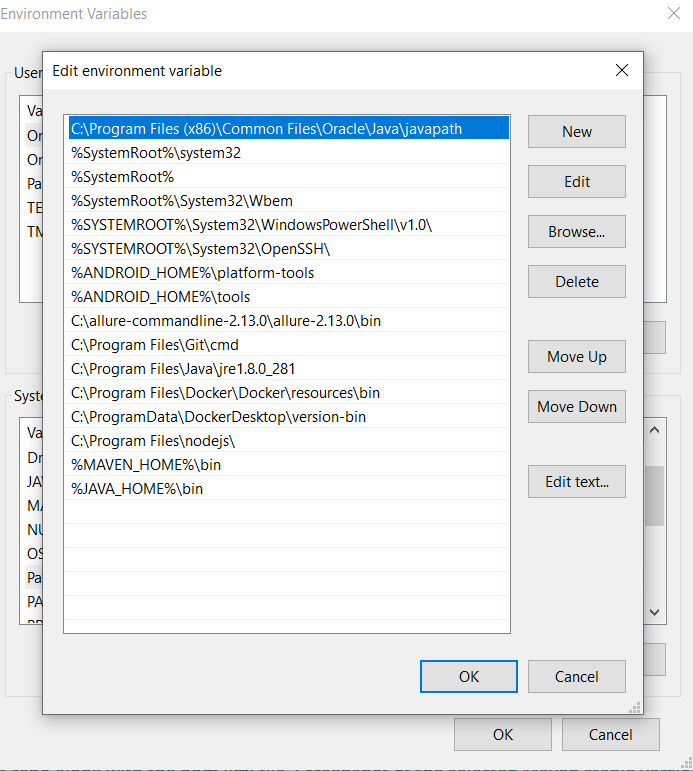 Environment Variables
Edit environment variable
User
Va
C:\Program Files (x86)\Common Files\Oracle\Java\javapath
New
On
%SystemRoot%\system32
On
%SystemRoot%
Edit
Pa
%SystemRoot%\System32\Wbem
TE
%SYSTEMROOT%\System32\WindowsPowerShell\v1.0\
Browse...
TM
%SYSTEMROOT%\System32\OpenSSH\
%ANDROID_HOME%\platform-tools
Delete
%ANDROID_HOME%\tools
C:\allure-commandline-2.13.0\allure-2.13.0\bin
C:\Program Files\Git\cmd
Move Up
C:\Program Files\Java\jre1.8.0_281
C:\Program Files\Docker\Docker\resources\bin
Syste
Move Down
C:\ProgramData\DockerDesktop\version-bin
Va
C:\Program Files\nodejs\
Dr
%MAVEN_HOME%\bin
JA
%JAVA_HOME%\bin
Edit text...
MA
NU
OS
Pa
PA
OK
Cancel
OK
Cancel